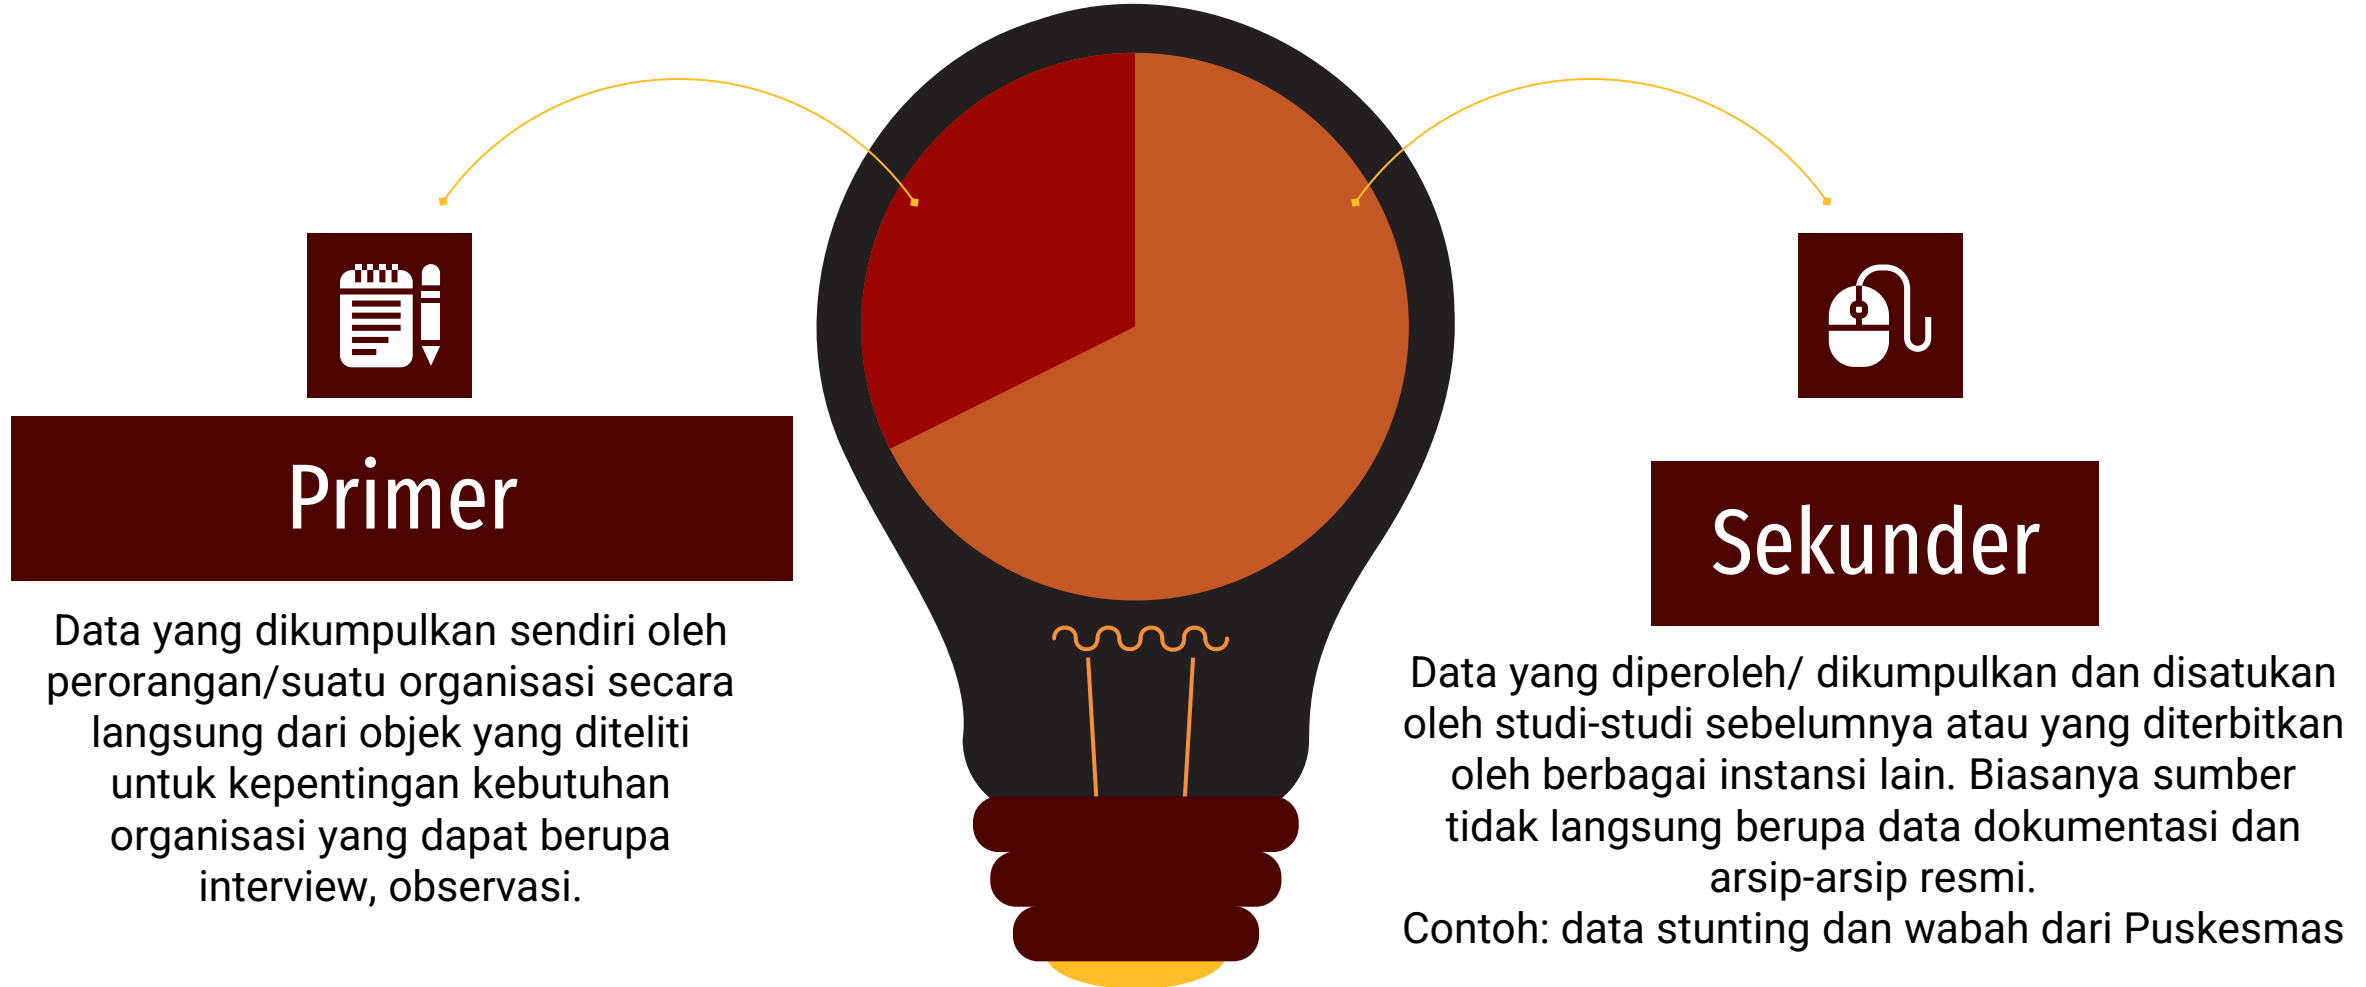 Primer
Data yang dikumpulkan sendiri oleh
perorangan/suatu organisasi secara
langsung dari objek yang diteliti
untuk kepentingan kebutuhan
organisasi yang dapat berupa
interview, observasi.
Sekunder
Data yang diperoleh/ dikumpulkan dan disatukan
oleh studi-studi sebelumnya atau yang diterbitkan
oleh berbagai instansi lain. Biasanya sumber
tidak langsung berupa data dokumentasi dan
arsip-arsip resmi.
Contoh: data stunting dan wabah dari Puskesmas